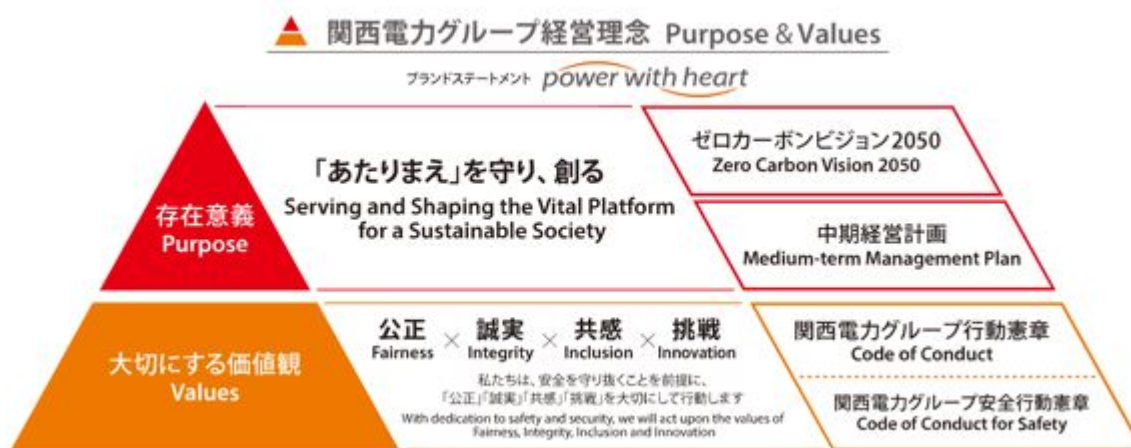 関西電力グループ経営理念 Purpose & Values
ブランドステートメント power with heart
存在意義
Purpose
「あたりまえ」を守り、創る
Serving and Shaping the Vital Platform
for a Sustainable Society
ゼロカーボンビジョン2050
Zero Carbon Vision 2050
中期経営計画
Medium-term Management Plan
大切にする価値観
Values
公正 × 誠実 × 共感 × 挑戦
Fairness Integrity Inclusion Innovation
私たちは、安全を守り抜くことを前提に、
「公正」「誠実」「共感」「挑戦」を大切にして行動します
With dedication to safety and security, we will act upon the values of
Fairness, Integrity, Inclusion and Innovation
関西電力グループ行動憲章
Code of Conduct
関西電力グループ安全行動憲章
Code of Conduct for Safety